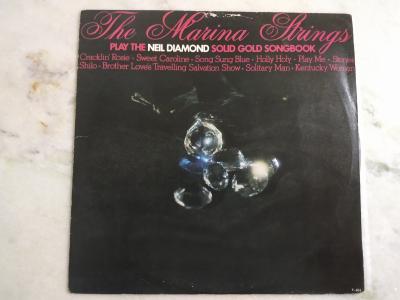 The Marina Strings
PLAY THE NEIL DIAMOND SOLID GOLD SONGBOOK
Cracklin' Rosie • Sweet Caroline • Song Sung Blue • Holly Holy • Play Me • Stones
Shilo • Brother Love's Travelling Salvation Show • Solitary Man • Kentucky Woman